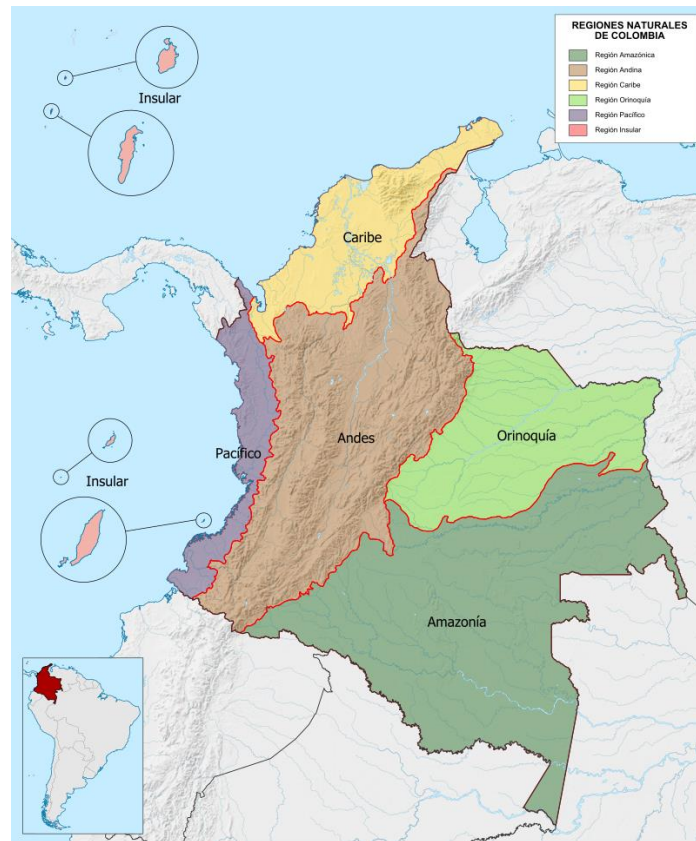 REGIONES NATURALES
DE COLOMBIA
Región Amazónica
Región Andina
Región Caribe
Región Orinoquía
Región Pacífico
Región Insular
Insular
Caribe
Pacífico
Andes
Orinoquía
Insular
Amazonía